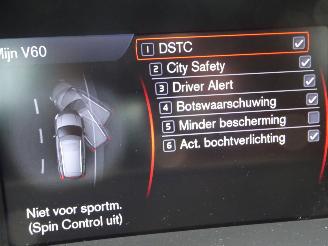 Mijn V60
1 DSTC
2 City Safety
3 Driver Alert
4 Botswaarschuwing
5 Minder bescherming
6 Act. bochtverlichting
Niet voor sportm.
(Spin Control uit)